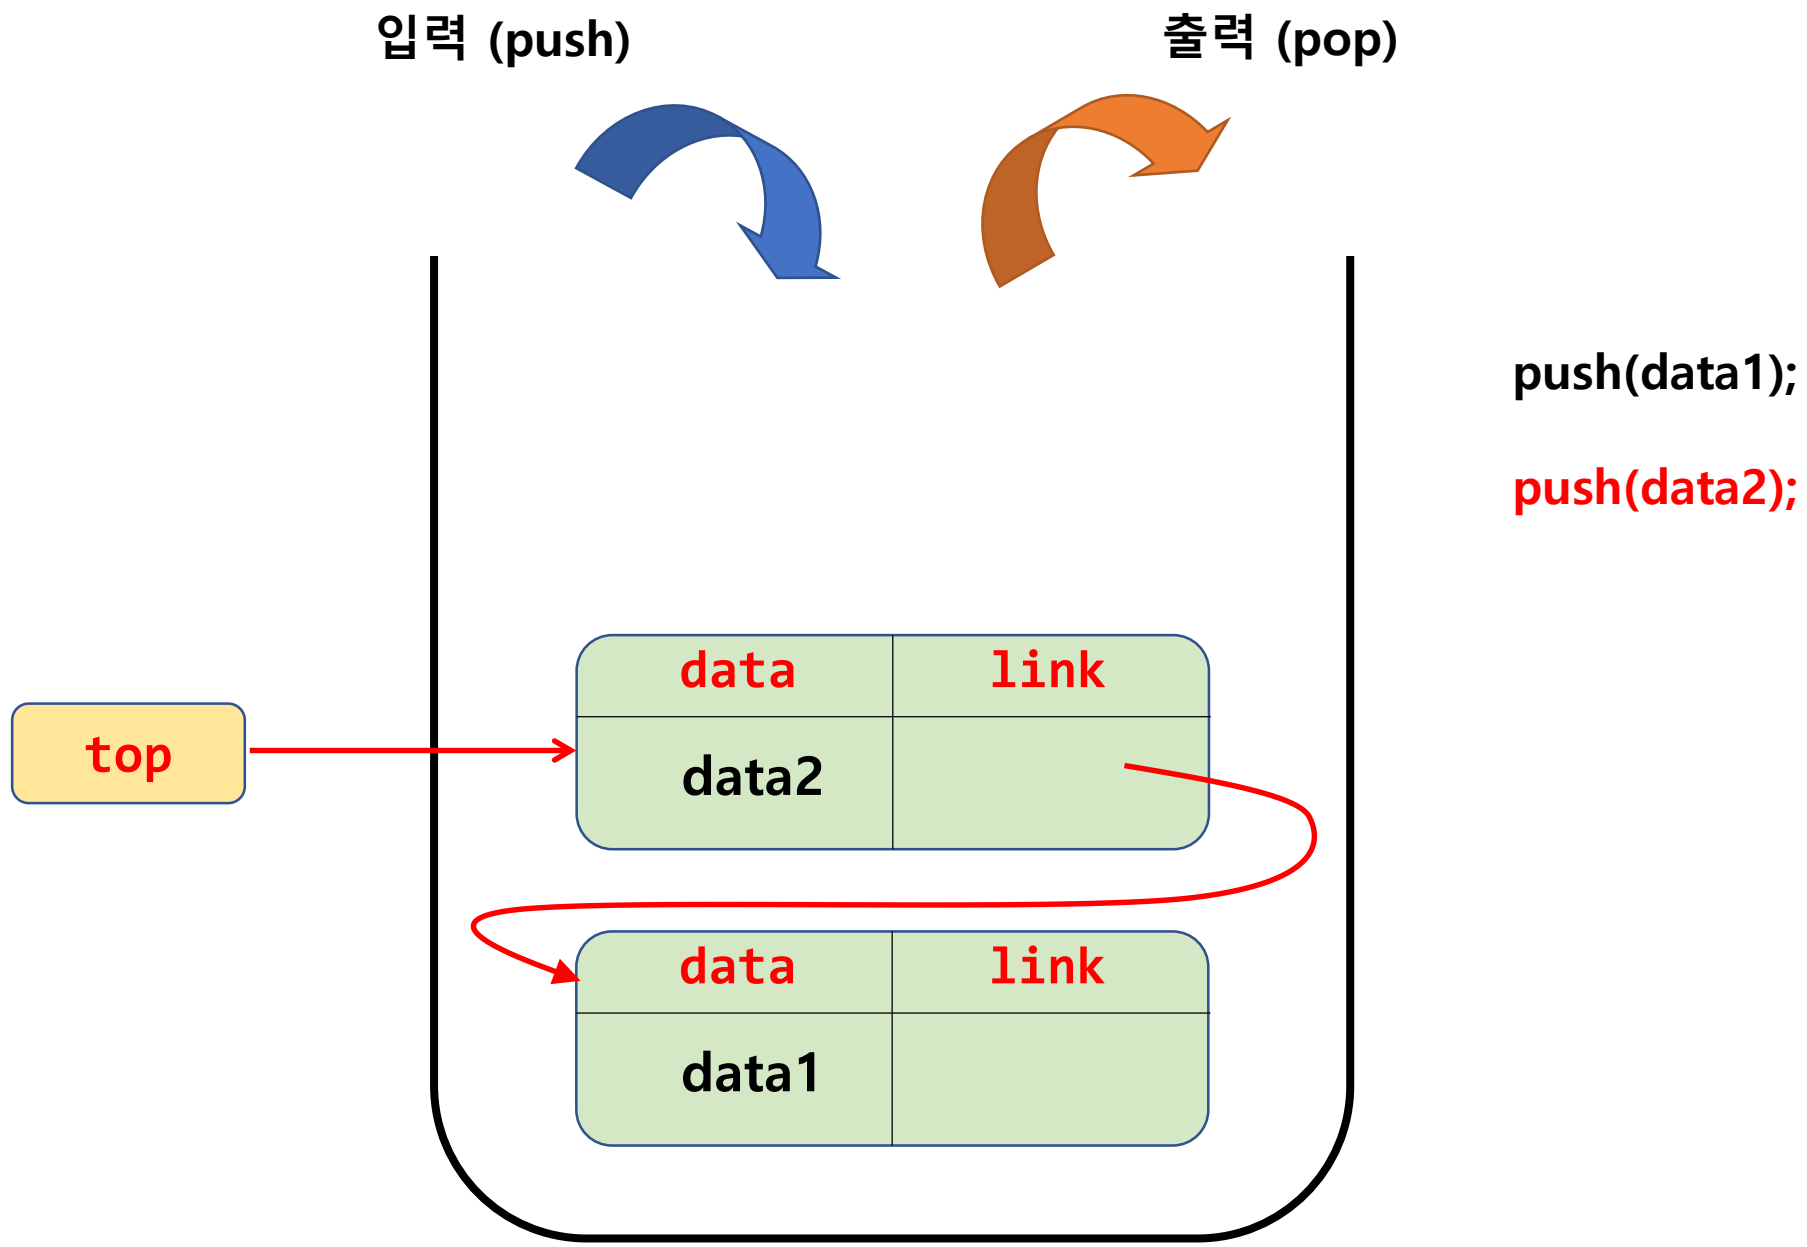 입력 (push)
출력 (pop)
push(data1);
push(data2);
data link
top
data2
data link
data1